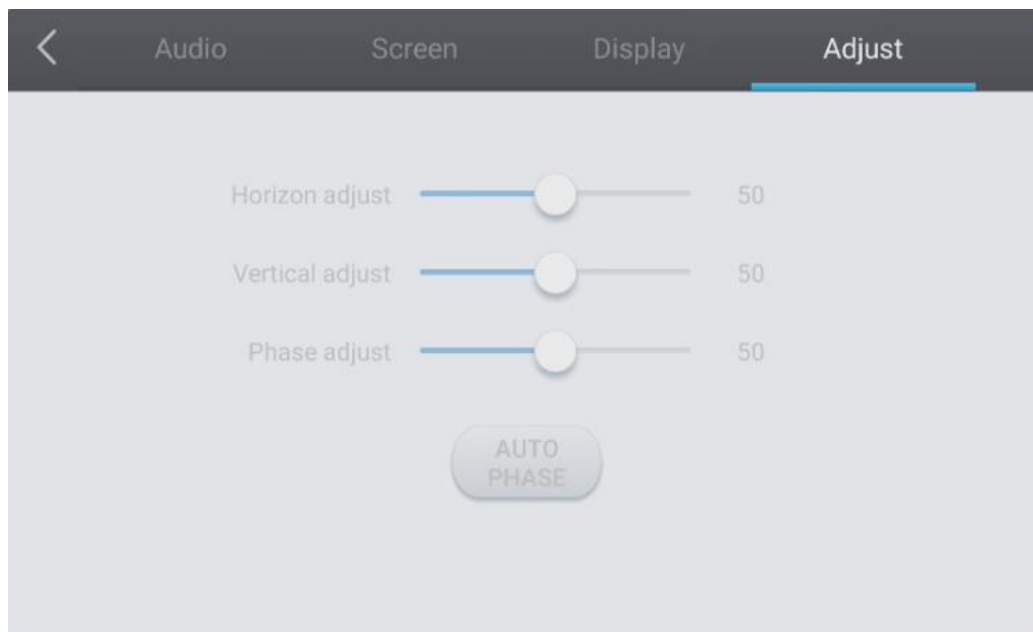 Audio Screen Display Adjust
Horizon adjust 50
Vertical adjust 50
Phase adjust 50
AUTO
PHASE